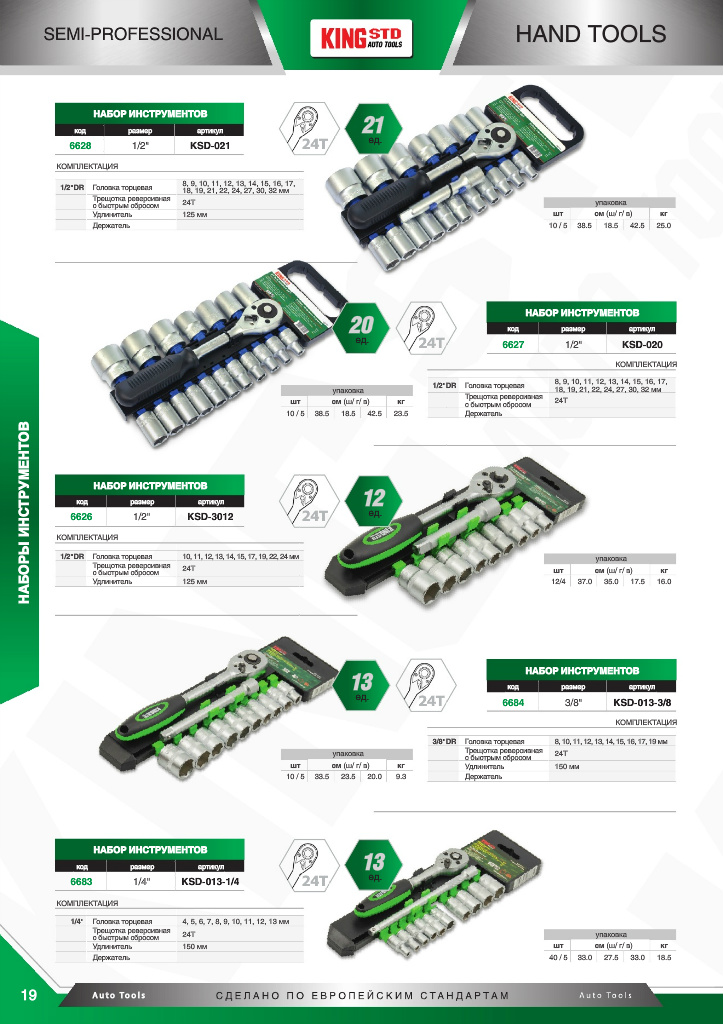 SEMI-PROFESSIONAL
KING STD
AUTO TOOLS
HAND TOOLS
НАБОР ИНСТРУМЕНТОВ
код размер артикул
6628 1/2" KSD-021
КОМПЛЕКТАЦИЯ
1/2"DR Головка торцевая 8, 9, 10, 11, 12, 13, 14, 15, 16, 17,
18, 19, 21, 22, 24, 27, 30, 32 мм
Трещотка реверсивная
с быстрым сбросом 24T
Удлинитель 125 мм
Держатель
24T
21
ед.
упаковка
шт см (ш/ г/ в) кг
10 / 5 38.5 18.5 42.5 25.0
20
ед.
24T
НАБОР ИНСТРУМЕНТОВ
код размер артикул
6627 1/2" KSD-020
КОМПЛЕКТАЦИЯ
1/2"DR Головка торцевая 8, 9, 10, 11, 12, 13, 14, 15, 16, 17,
18, 19, 21, 22, 24, 27, 30, 32 мм
Трещотка реверсивная
с быстрым сбросом 24T
Держатель
упаковка
шт см (ш/ г/ в) кг
10 / 5 38.5 18.5 42.5 23.5
НАБОРЫ ИНСТРУМЕНТОВ
НАБОР ИНСТРУМЕНТОВ
код размер артикул
6626 1/2" KSD-3012
КОМПЛЕКТАЦИЯ
1/2"DR Головка торцевая 10, 11, 12, 13, 14, 15, 17, 19, 22, 24 мм
Трещотка реверсивная
с быстрым сбросом 24T
Удлинитель 125 мм
24T
12
ед.
упаковка
шт см (ш/ г/ в) кг
12/4 37.0 35.0 17.5 16.0
13
ед.
24T
НАБОР ИНСТРУМЕНТОВ
код размер артикул
6684 3/8" KSD-013-3/8
КОМПЛЕКТАЦИЯ
3/8"DR Головка торцевая 8, 10, 11, 12, 13, 14, 15, 16, 17, 19 мм
Трещотка реверсивная
с быстрым сбросом 24T
Удлинитель 150 мм
Держатель
упаковка
шт см (ш/ г/ в) кг
10 / 5 33.5 23.5 20.0 9.3
НАБОР ИНСТРУМЕНТОВ
код размер артикул
6683 1/4" KSD-013-1/4
КОМПЛЕКТАЦИЯ
1/4" Головка торцевая 4, 5, 6, 7, 8, 9, 10, 11, 12, 13 мм
Трещотка реверсивная
с быстрым сбросом 24T
Удлинитель 150 мм
Держатель
24T
13
ед.
упаковка
шт см (ш/ г/ в) кг
40 / 5 33.0 27.5 33.0 18.5
19
Auto Tools
СДЕЛАНО ПО ЕВРОПЕЙСКИМ СТАНДАРТАМ
Auto Tools